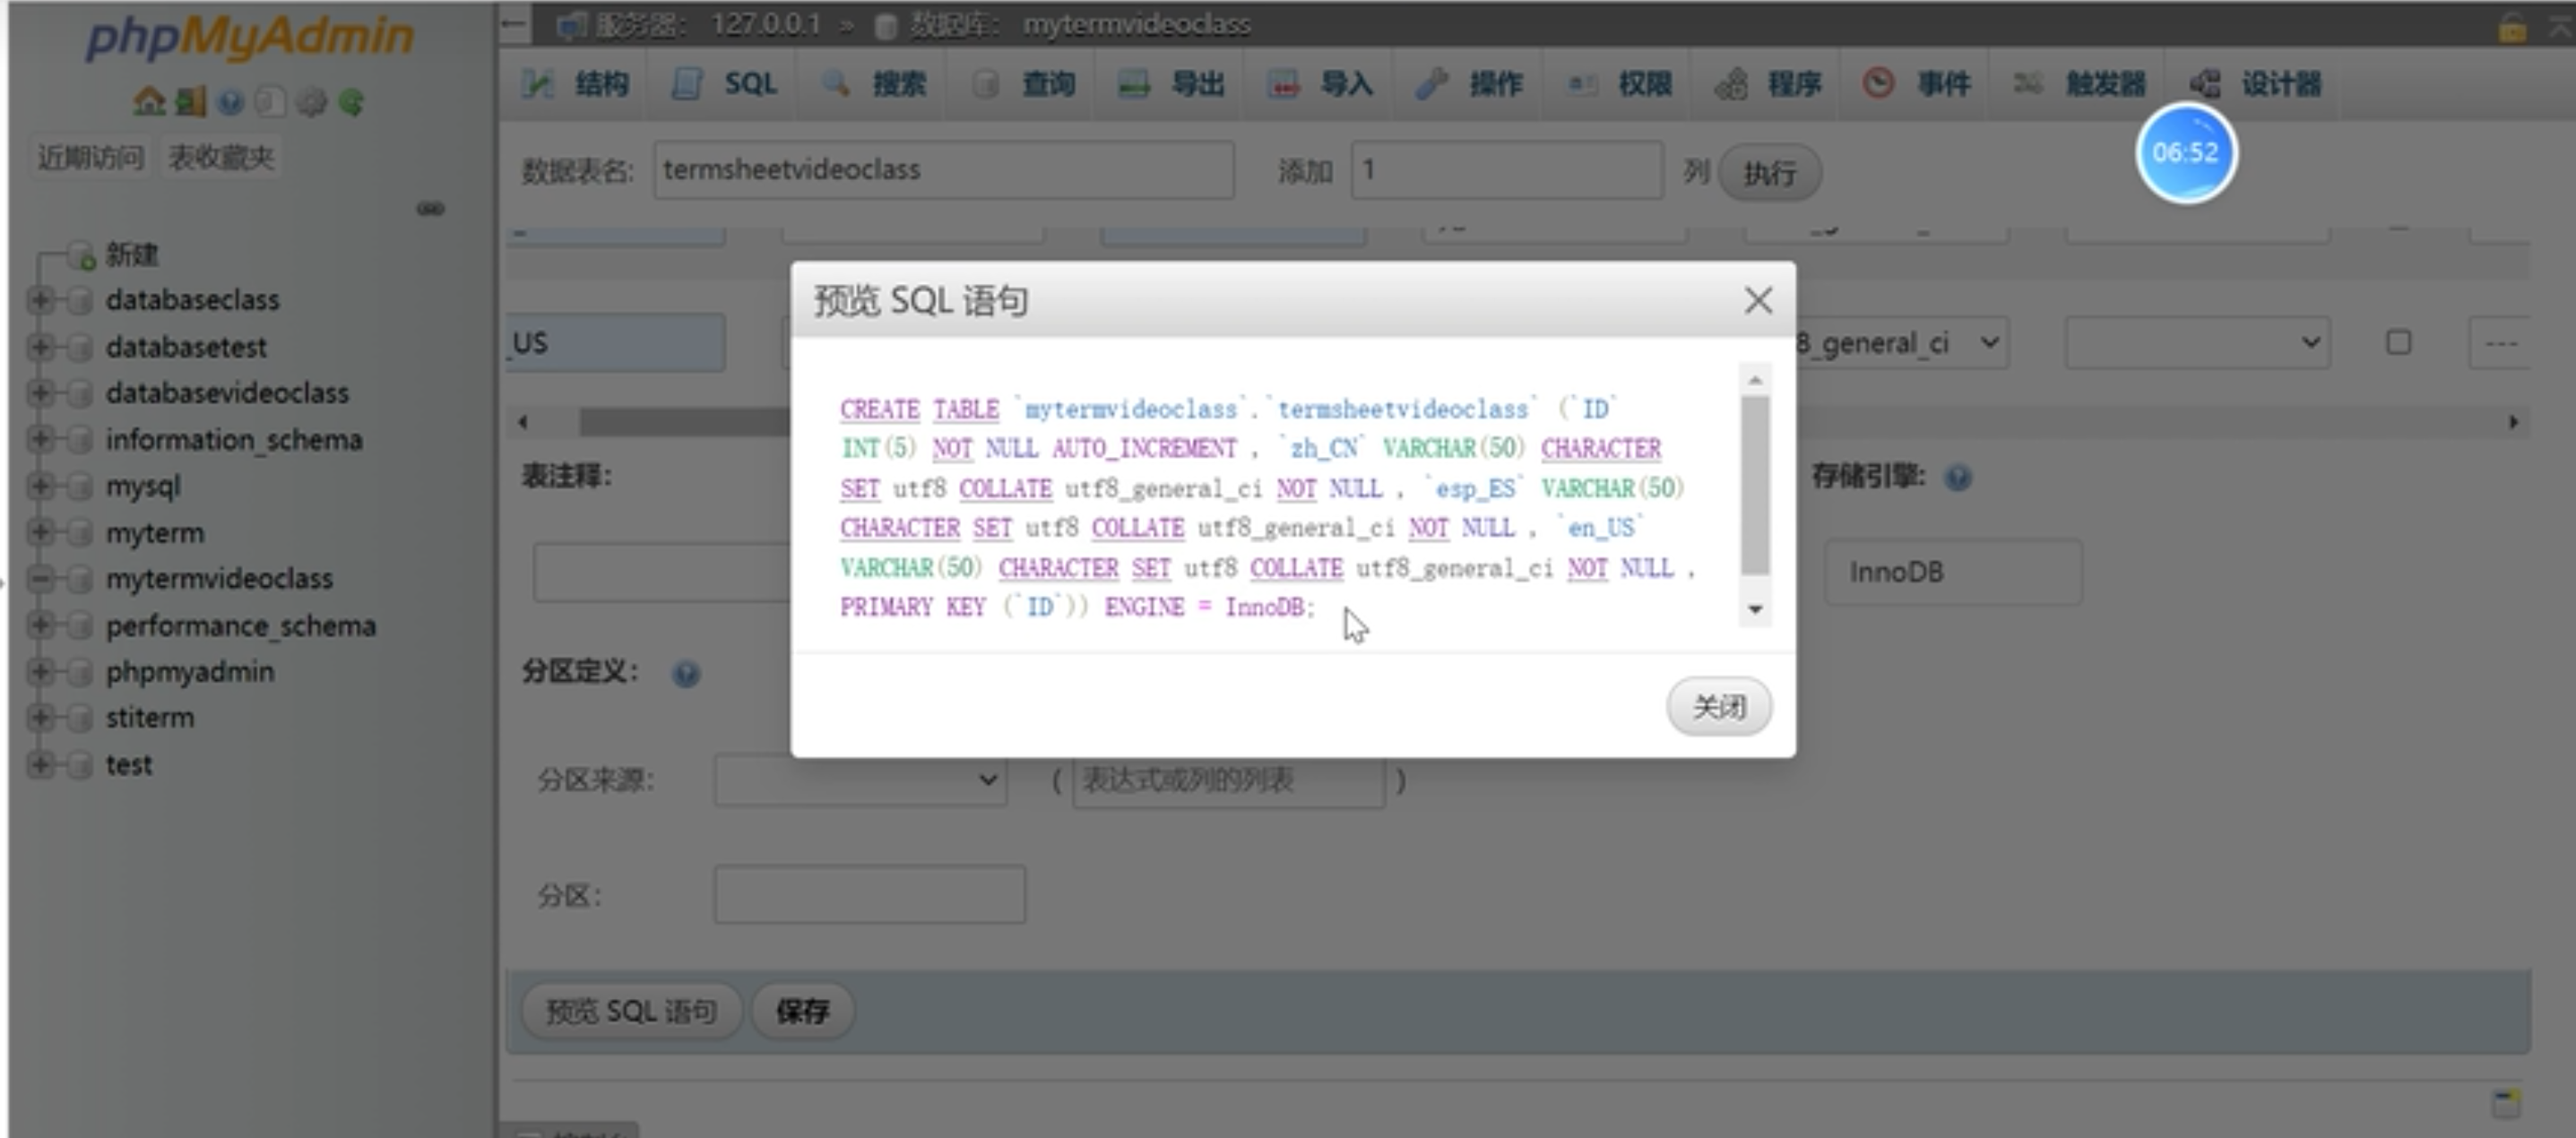 phpMyAdmin
近期访问 表收藏夹
新建
databaseclass
databasetest
databasevideoclass
information_schema
mysql
myterm
mytermvideoclass
performance_schema
phpmyadmin
stiterm
test
服务器: 127.0.0.1 » 数据库: mytermvideoclass
结构 SQL 搜索 查询 导出 导入 操作 权限 程序 事件 触发器 设计器
06:52
数据表名: termsheetvideoclass 添加 1 列 执行
_US
8_general_ci
---
预览 SQL 语句
CREATE TABLE `mytermvideoclass`.`termsheetvideoclass` (`ID`
INT(5) NOT NULL AUTO_INCREMENT , `zh_CN` VARCHAR(50) CHARACTER
SET utf8 COLLATE utf8_general_ci NOT NULL , `esp_ES` VARCHAR(50)
CHARACTER SET utf8 COLLATE utf8_general_ci NOT NULL , `en_US`
VARCHAR(50) CHARACTER SET utf8 COLLATE utf8_general_ci NOT NULL ,
PRIMARY KEY (`ID`)) ENGINE = InnoDB;
关闭
表注释:
存储引擎:
InnoDB
分区定义:
分区来源: ( 表达式或列的列表 )
分区:
预览 SQL 语句 保存